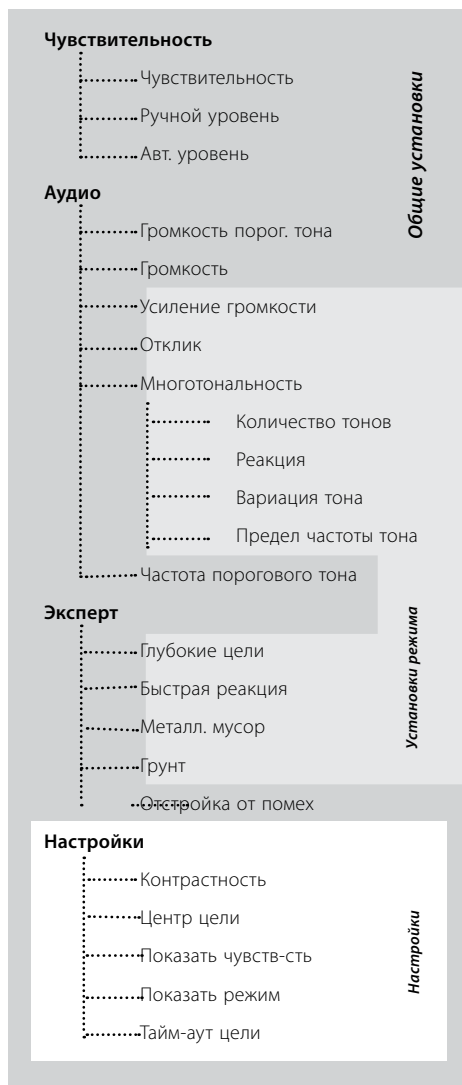 Чувствительность
Чувствительность
Ручной уровень
Авт. уровень
Общие установки
Аудио
Громкость порог. тона
Громкость
Усиление громкости
Отклик
Многотональность
Количество тонов
Реакция
Вариация тона
Предел частоты тона
Частота порогового тона
Эксперт
Глубокие цели
Быстрая реакция
Металл. мусор
Грунт
Отстройка от помех
Установки режима
Настройки
Контрастность
Центр цели
Показать чувств-сть
Показать режим
Тайм-аут цели
Настройки